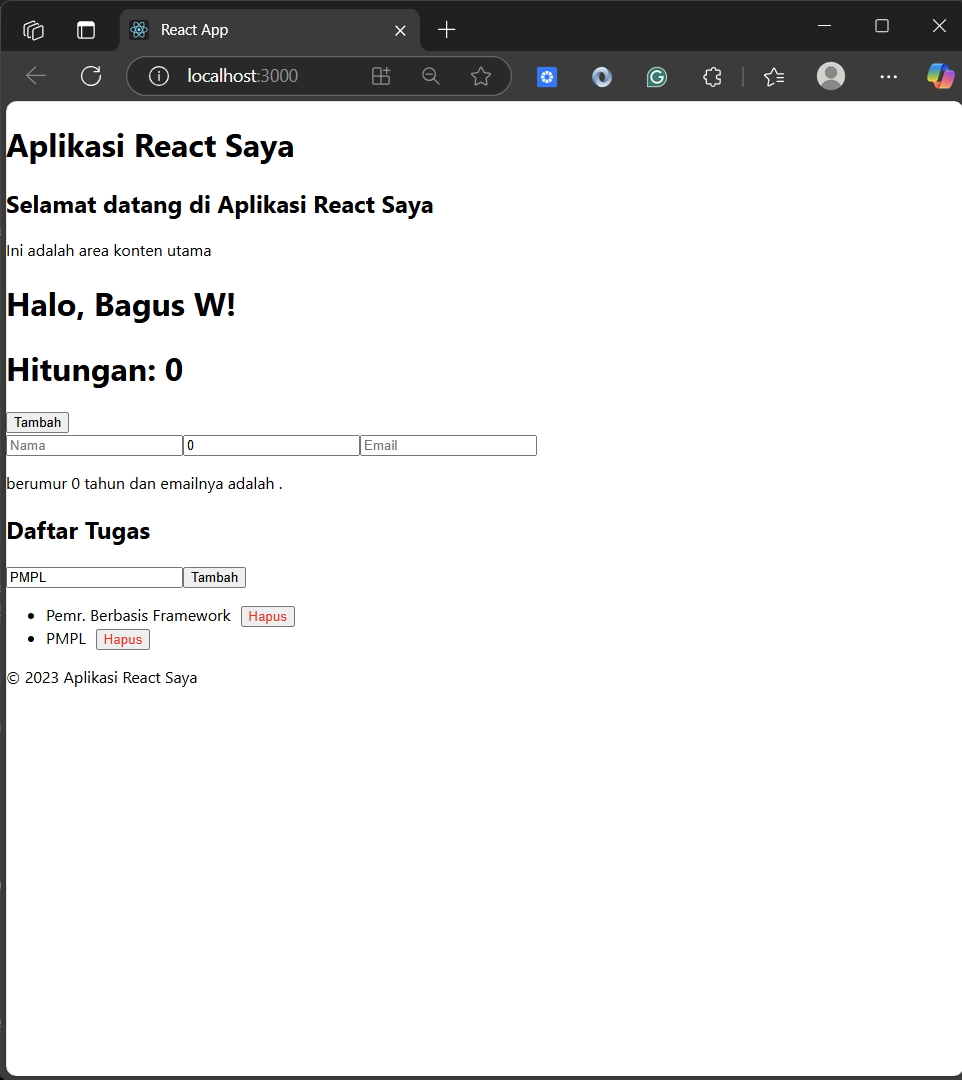 React App
localhost:3000
Aplikasi React Saya
Selamat datang di Aplikasi React Saya
Ini adalah area konten utama
Halo, Bagus W!
Hitungan: 0
Tambah
Nama 0 Email
berumur 0 tahun dan emailnya adalah .
Daftar Tugas
PMPL Tambah
• Pemr. Berbasis Framework Hapus
• PMPL Hapus
© 2023 Aplikasi React Saya